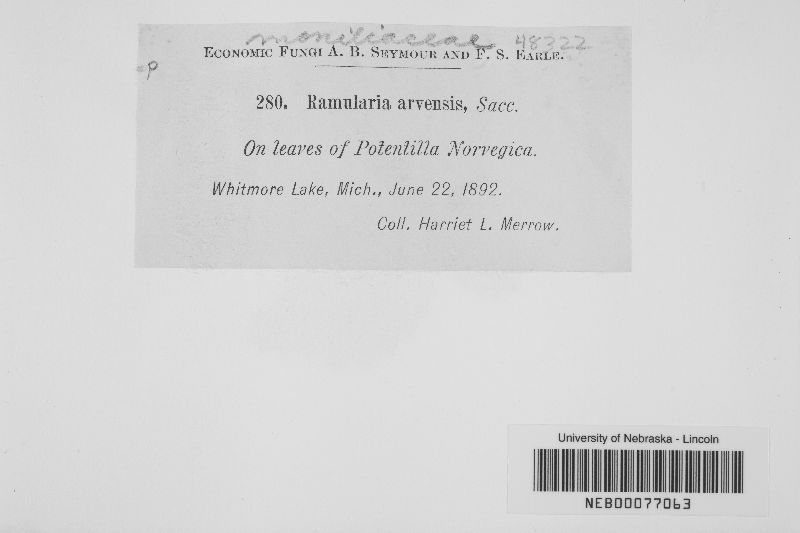 moniliaceae 48322
Economic Fungi A. B. Seymour and F. S. Earle.
p
280. Ramularia arvensis, Sacc.
On leaves of Potentilla Norvegica.
Whitmore Lake, Mich., June 22, 1892.
Coll. Harriet L. Merrow.
University of Nebraska - Lincoln
NEB00077063